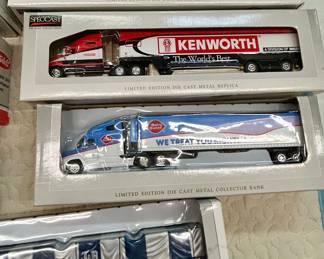 SPECCAST
KENWORTH
The World's Best
LIMITED EDITION DIE CAST METAL REPLICA
WE TREAT YOU
LIMITED EDITION DIE CAST METAL COLLECTOR BANK